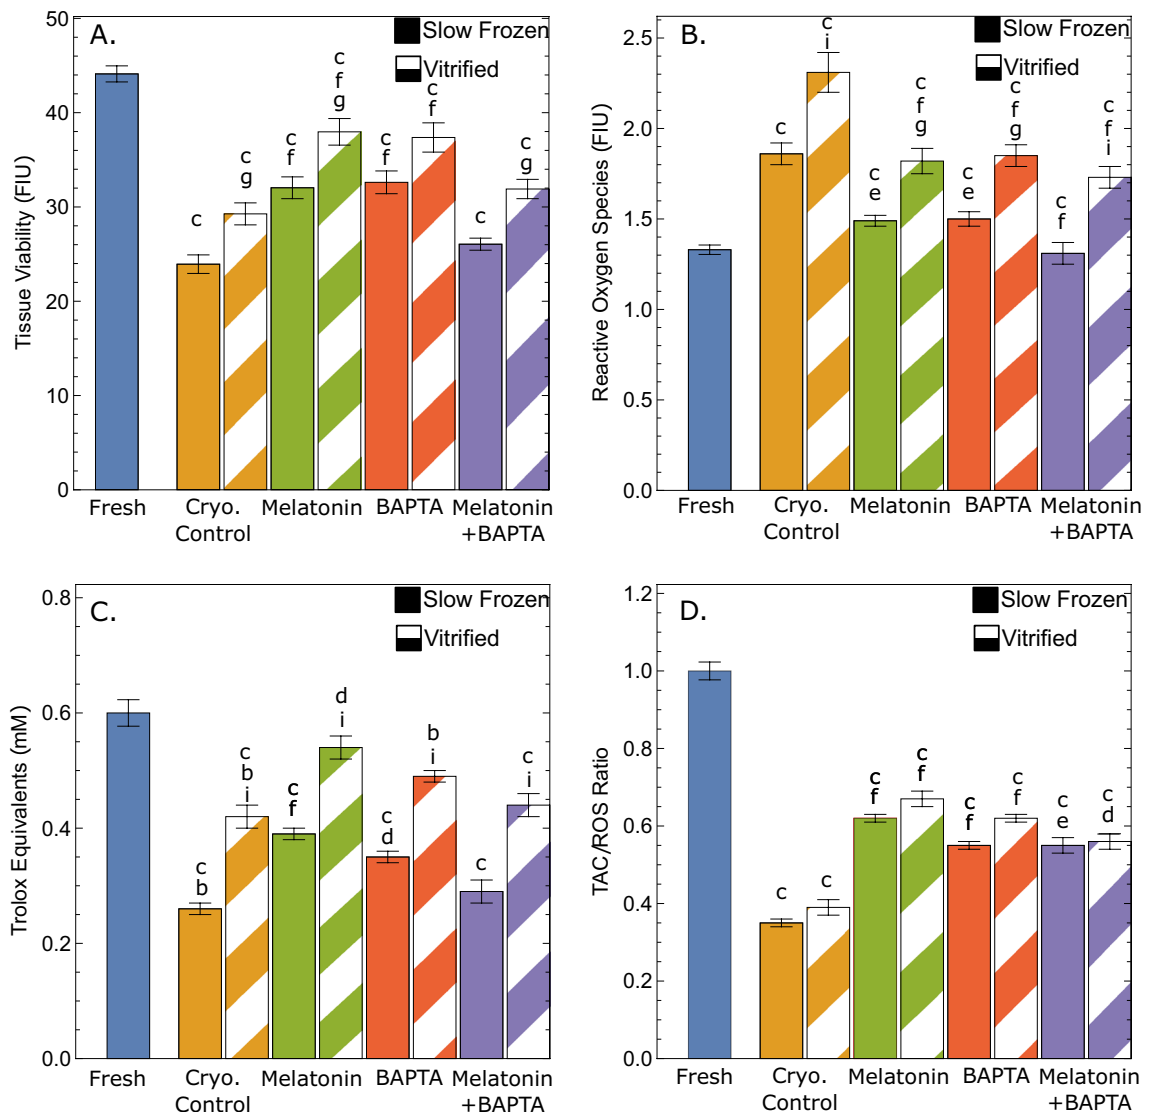 A.
Slow Frozen
Vitrified
Tissue Viability (FIU)
50
40
30
20
10
0
c
c
g
c
f
c
f
g
c
f
c
f
c
c
g
Fresh
Cryo.
Control
Melatonin
BAPTA
Melatonin
+BAPTA
B.
Slow Frozen
Vitrified
Reactive Oxygen Species (FIU)
2.5
2.0
1.5
1.0
0.5
0.0
c
c
i
c
e
c
f
g
c
e
c
f
g
c
f
c
f
i
Fresh
Cryo.
Control
Melatonin
BAPTA
Melatonin
+BAPTA
C.
Slow Frozen
Vitrified
Trolox Equivalents (mM)
0.8
0.6
0.4
0.2
0.0
c
b
c
b
i
c
f
d
i
c
d
b
i
c
c
i
Fresh
Cryo.
Control
Melatonin
BAPTA
Melatonin
+BAPTA
D.
Slow Frozen
Vitrified
TAC/ROS Ratio
1.2
1.0
0.8
0.6
0.4
0.2
0.0
c
c
c
f
c
f
c
f
c
f
c
e
c
d
Fresh
Cryo.
Control
Melatonin
BAPTA
Melatonin
+BAPTA